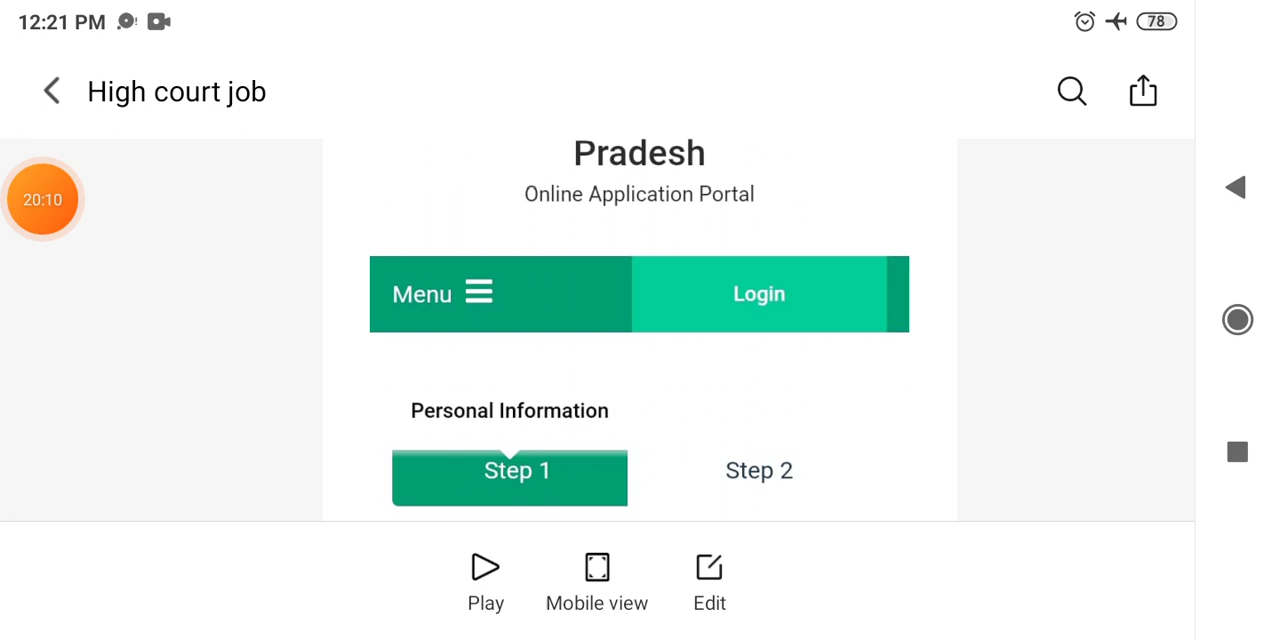 12:21 PM
78
High court job
20:10
Pradesh
Online Application Portal
Menu
Login
Personal Information
Step 1
Step 2
Play
Mobile view
Edit